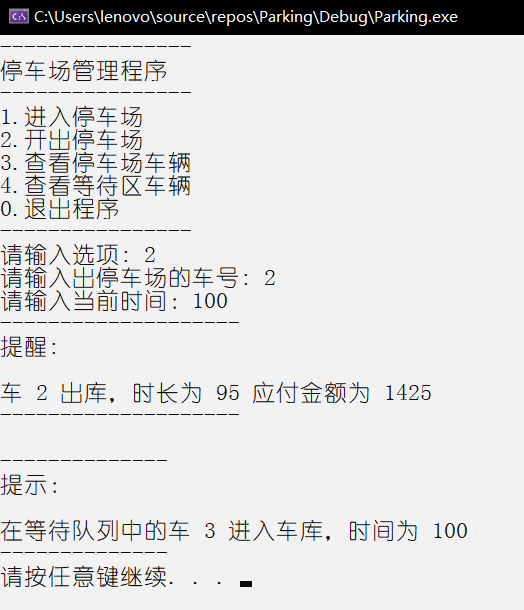 C:\Users\lenovo\source\repos\Parking\Debug\Parking.exe
----------------
停车场管理程序
----------------
1.进入停车场
2.开出停车场
3.查看停车场车辆
4.查看等待区车辆
0.退出程序
----------------
请输入选项: 2
请输入出停车场的车号: 2
请输入当前时间: 100
--------------------
提醒:
车 2 出库，时长为 95 应付金额为 1425
--------------------
--------------
提示:
在等待队列中的车 3 进入车库，时间为 100
--------------
请按任意键继续. . .